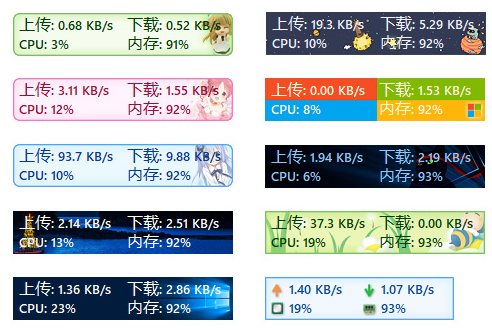 上传: 0.68 KB/s 下载: 0.52 KB/s
CPU: 3% 内存: 91%
上传: 19.3 KB/s 下载: 5.29 KB/s
CPU: 10% 内存: 92%
上传: 3.11 KB/s 下载: 1.55 KB/s
CPU: 12% 内存: 92%
上传: 0.00 KB/s 下载: 1.53 KB/s
CPU: 8% 内存: 92%
上传: 93.7 KB/s 下载: 9.88 KB/s
CPU: 10% 内存: 92%
上传: 1.94 KB/s 下载: 2.19 KB/s
CPU: 6% 内存: 93%
上传: 2.14 KB/s 下载: 2.51 KB/s
CPU: 13% 内存: 92%
上传: 37.3 KB/s 下载: 0.00 KB/s
CPU: 19% 内存: 93%
上传: 1.36 KB/s 下载: 2.86 KB/s
CPU: 23% 内存: 92%
1.40 KB/s 1.07 KB/s
19% 93%